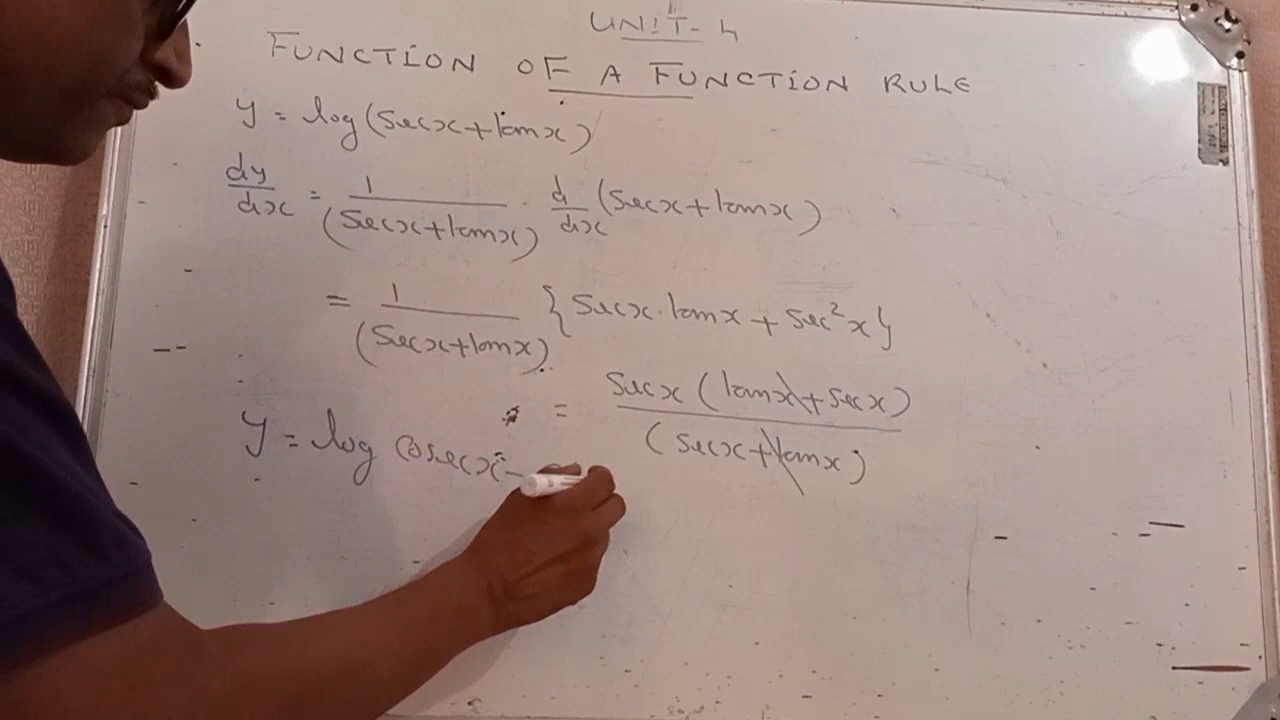 UNIT-4
FUNCTION OF A FUNCTION RULE
y = log(secx+tanx)
dy/dx = 1/(secx+tanx) · d/dx (secx+tanx)
= 1/(secx+tanx) {secx·tanx + sec²x}
= secx(tanx+secx)/(secx+tanx)
y = log cosecx -